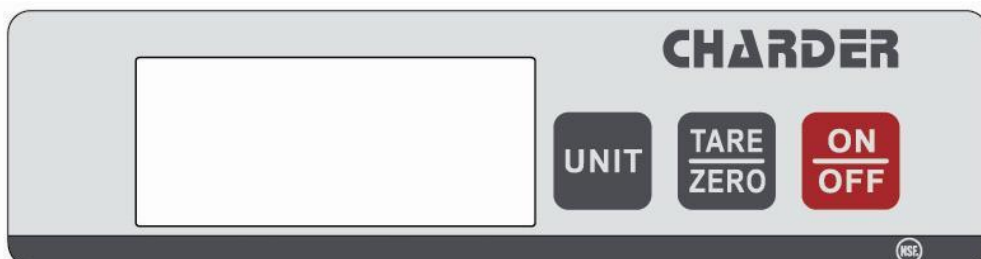 CHARDER
UNIT
TARE
ZERO
ON
OFF
NSF.